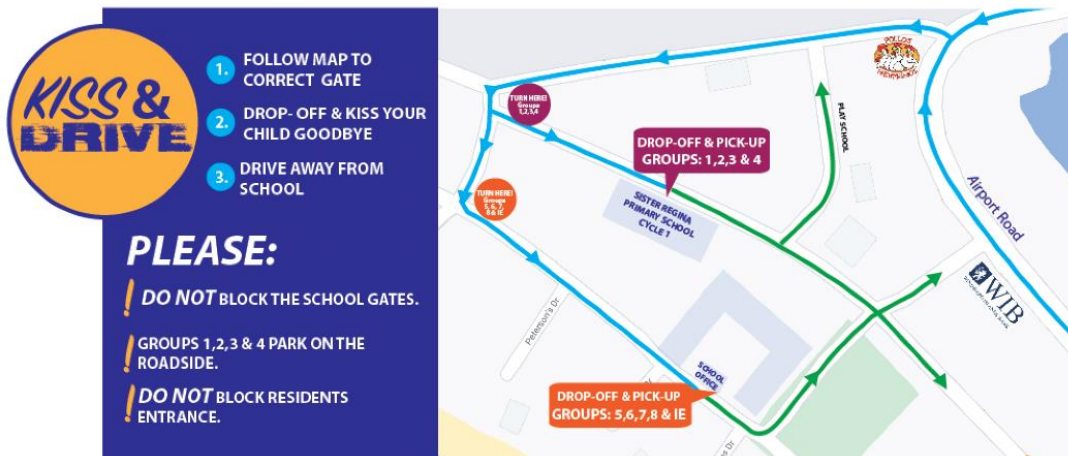 KISS &
DRIVE
1. FOLLOW MAP TO
CORRECT GATE
2. DROP- OFF & KISS YOUR
CHILD GOODBYE
3. DRIVE AWAY FROM
SCHOOL
PLEASE:
! DO NOT BLOCK THE SCHOOL GATES.
! GROUPS 1,2,3 & 4 PARK ON THE
ROADSIDE.
! DO NOT BLOCK RESIDENTS
ENTRANCE.
TURN HERE!
Groups
1,2,3,4
DROP-OFF & PICK-UP
GROUPS: 1,2,3 & 4
PLAY SCHOOL
TURN HERE!
Groups
5, 6, 7,
8 & IE
SISTER REGINA
PRIMARY SCHOOL
CYCLE 1
Airport Road
WIB
Peterson's Dr
SCHOOL
OFFICE
DROP-OFF & PICK-UP
GROUPS: 5,6,7,8 & IE
Dr